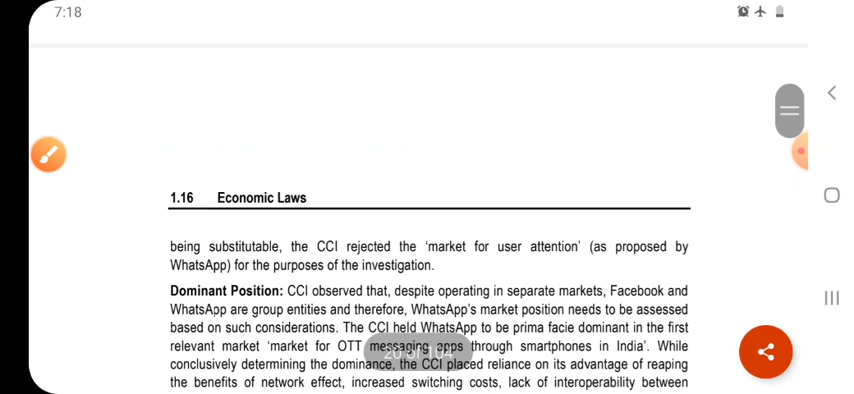 7:18
1.16 Economic Laws
being substitutable, the CCI rejected the ‘market for user attention’ (as proposed by
WhatsApp) for the purposes of the investigation.
Dominant Position: CCI observed that, despite operating in separate markets, Facebook and
WhatsApp are group entities and therefore, WhatsApp’s market position needs to be assessed
based on such considerations. The CCI held WhatsApp to be prima facie dominant in the first
relevant market ‘market for OTT messaging apps through smartphones in India’. While
20 of 104
conclusively determining the dominance, the CCI placed reliance on its advantage of reaping
the benefits of network effect, increased switching costs, lack of interoperability between